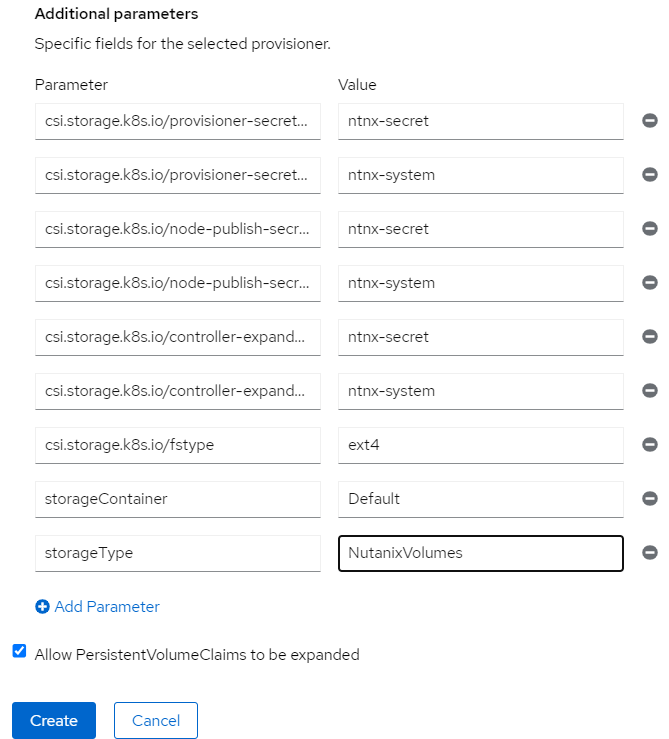 Additional parameters
Specific fields for the selected provisioner.
Parameter Value
csi.storage.k8s.io/provisioner-secret... ntnx-secret
csi.storage.k8s.io/provisioner-secret... ntnx-system
csi.storage.k8s.io/node-publish-secr... ntnx-secret
csi.storage.k8s.io/node-publish-secr... ntnx-system
csi.storage.k8s.io/controller-expand... ntnx-secret
csi.storage.k8s.io/controller-expand... ntnx-system
csi.storage.k8s.io/fstype ext4
storageContainer Default
storageType NutanixVolumes
Add Parameter
Allow PersistentVolumeClaims to be expanded
Create Cancel